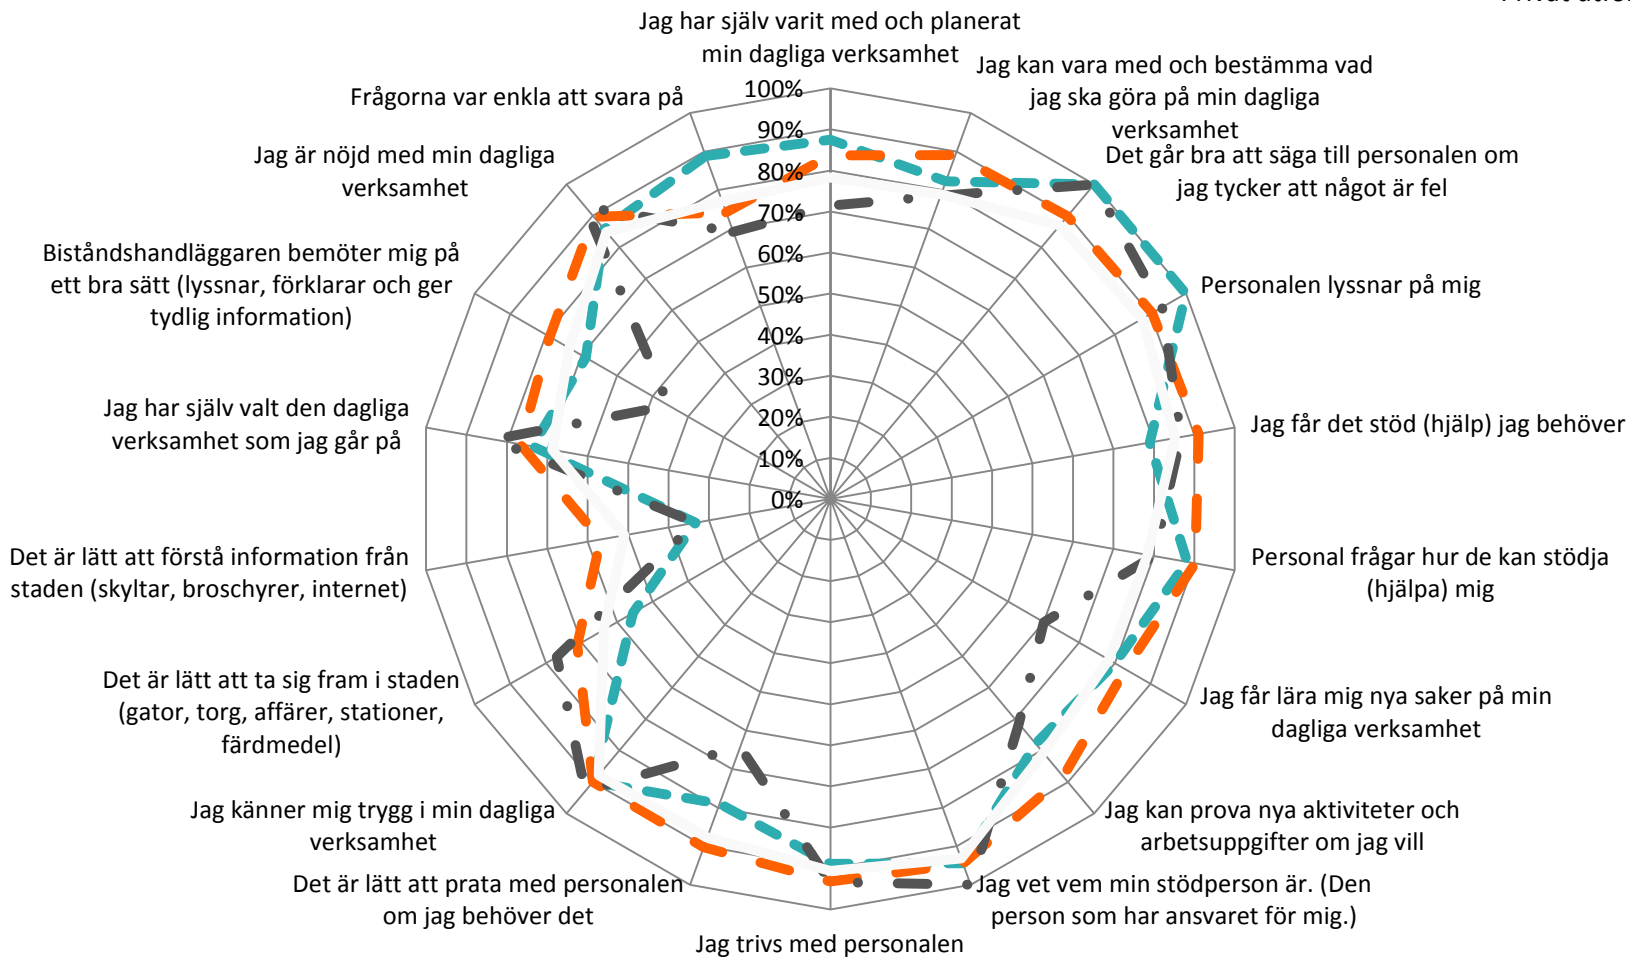 Jag har själv varit med och planerat
min dagliga verksamhet
Jag kan vara med och bestämma vad
jag ska göra på min dagliga
verksamhet
Det går bra att säga till personalen om
jag tycker att något är fel
Personalen lyssnar på mig
Jag får det stöd (hjälp) jag behöver
Personal frågar hur de kan stödja
(hjälpa) mig
Jag får lära mig nya saker på min
dagliga verksamhet
Jag kan prova nya aktiviteter och
arbetsuppgifter om jag vill
Jag vet vem min stödperson är. (Den
person som har ansvaret för mig.)
Jag trivs med personalen
Det är lätt att prata med personalen
om jag behöver det
Jag känner mig trygg i min dagliga
verksamhet
Det är lätt att ta sig fram i staden
(gator, torg, affärer, stationer,
färdmedel)
Det är lätt att förstå information från
staden (skyltar, broschyrer, internet)
Jag har själv valt den dagliga
verksamhet som jag går på
Biståndshandläggaren bemöter mig på
ett bra sätt (lyssnar, förklarar och ger
tydlig information)
Jag är nöjd med min dagliga
verksamhet
Frågorna var enkla att svara på
100%
90%
80%
70%
60%
50%
40%
30%
20%
10%
0%